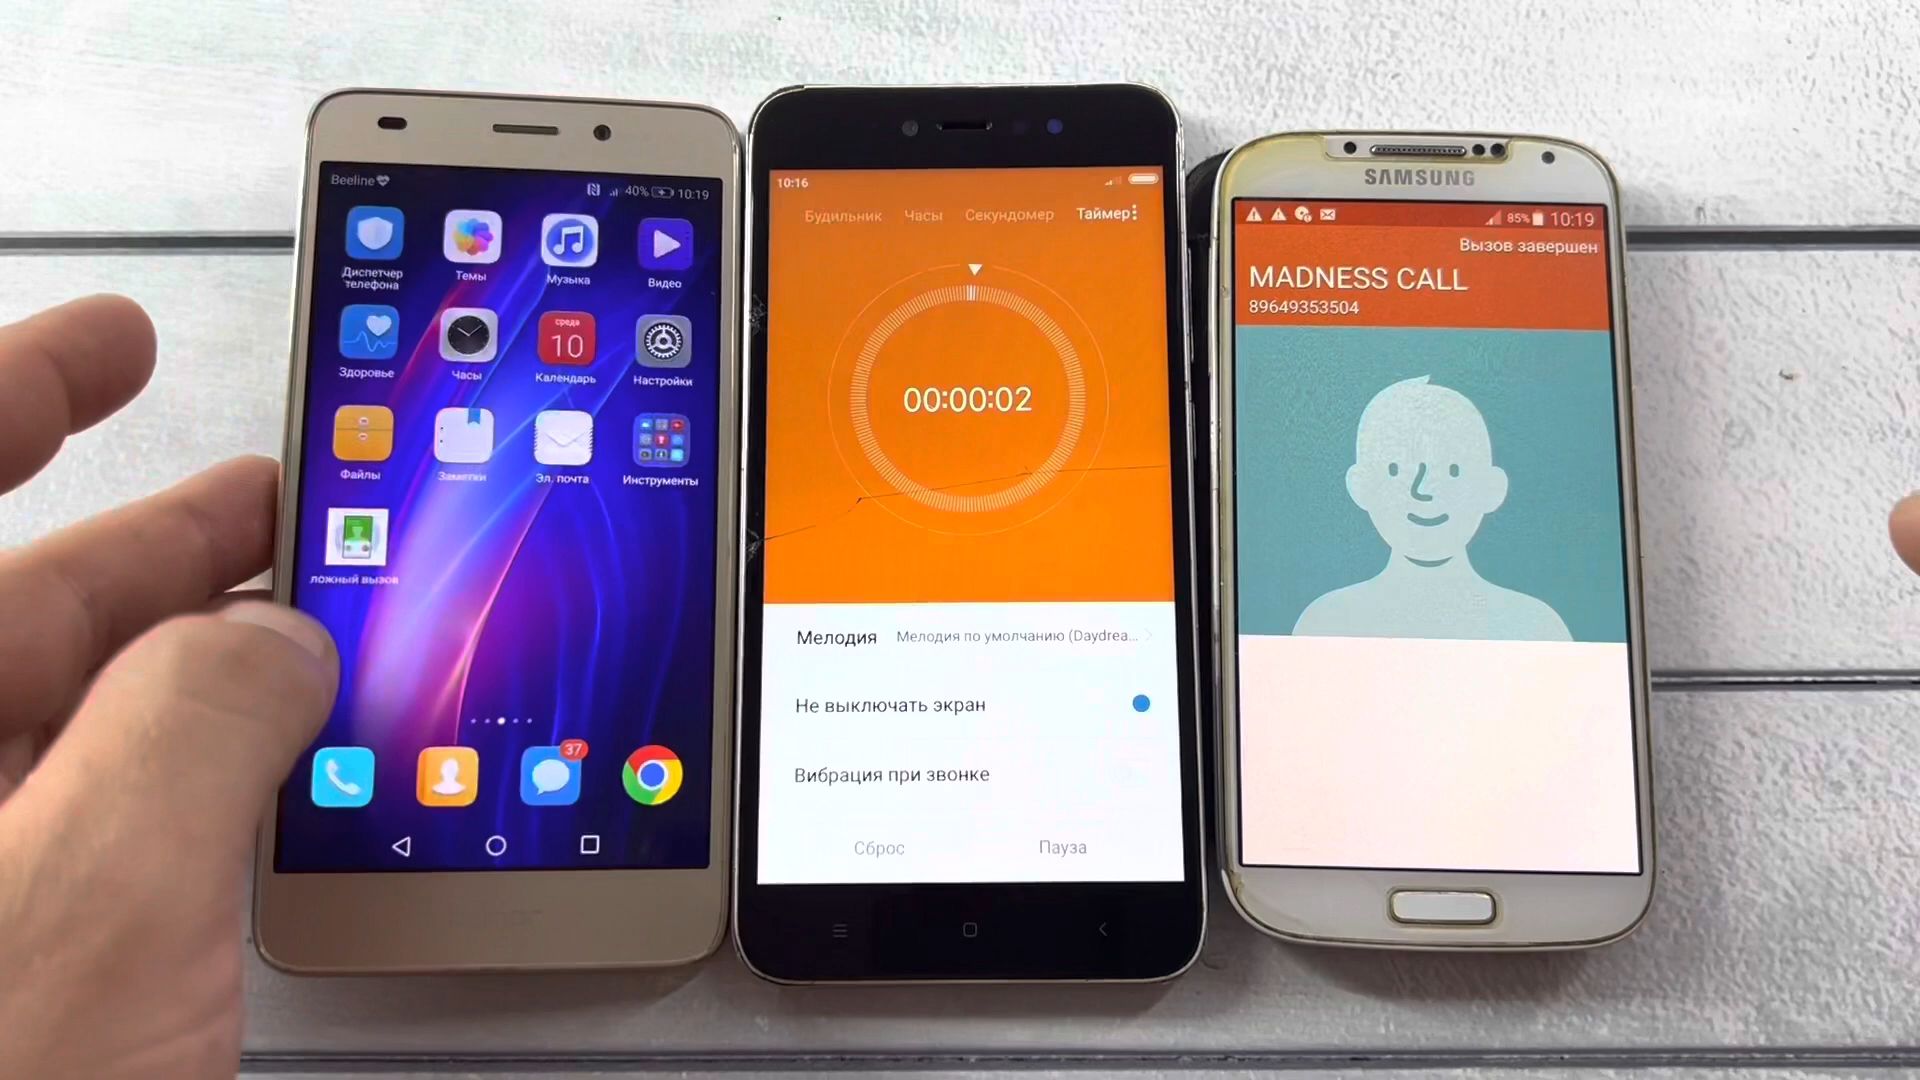 Beeline
40%
10:19
Диспетчер
телефона
Темы
Музыка
Видео
Здоровье
Часы
среда
10
Календарь
Настройки
Файлы
Заметки
Эл. почта
Инструменты
ложный вызов
37
10:16
Будильник Часы Секундомер Таймер
00:00:02
Мелодия Мелодия по умолчанию (Daydrea...
Не выключать экран
Вибрация при звонке
Сброс Пауза
SAMSUNG
85% 10:19
Вызов завершен
MADNESS CALL
89649353504